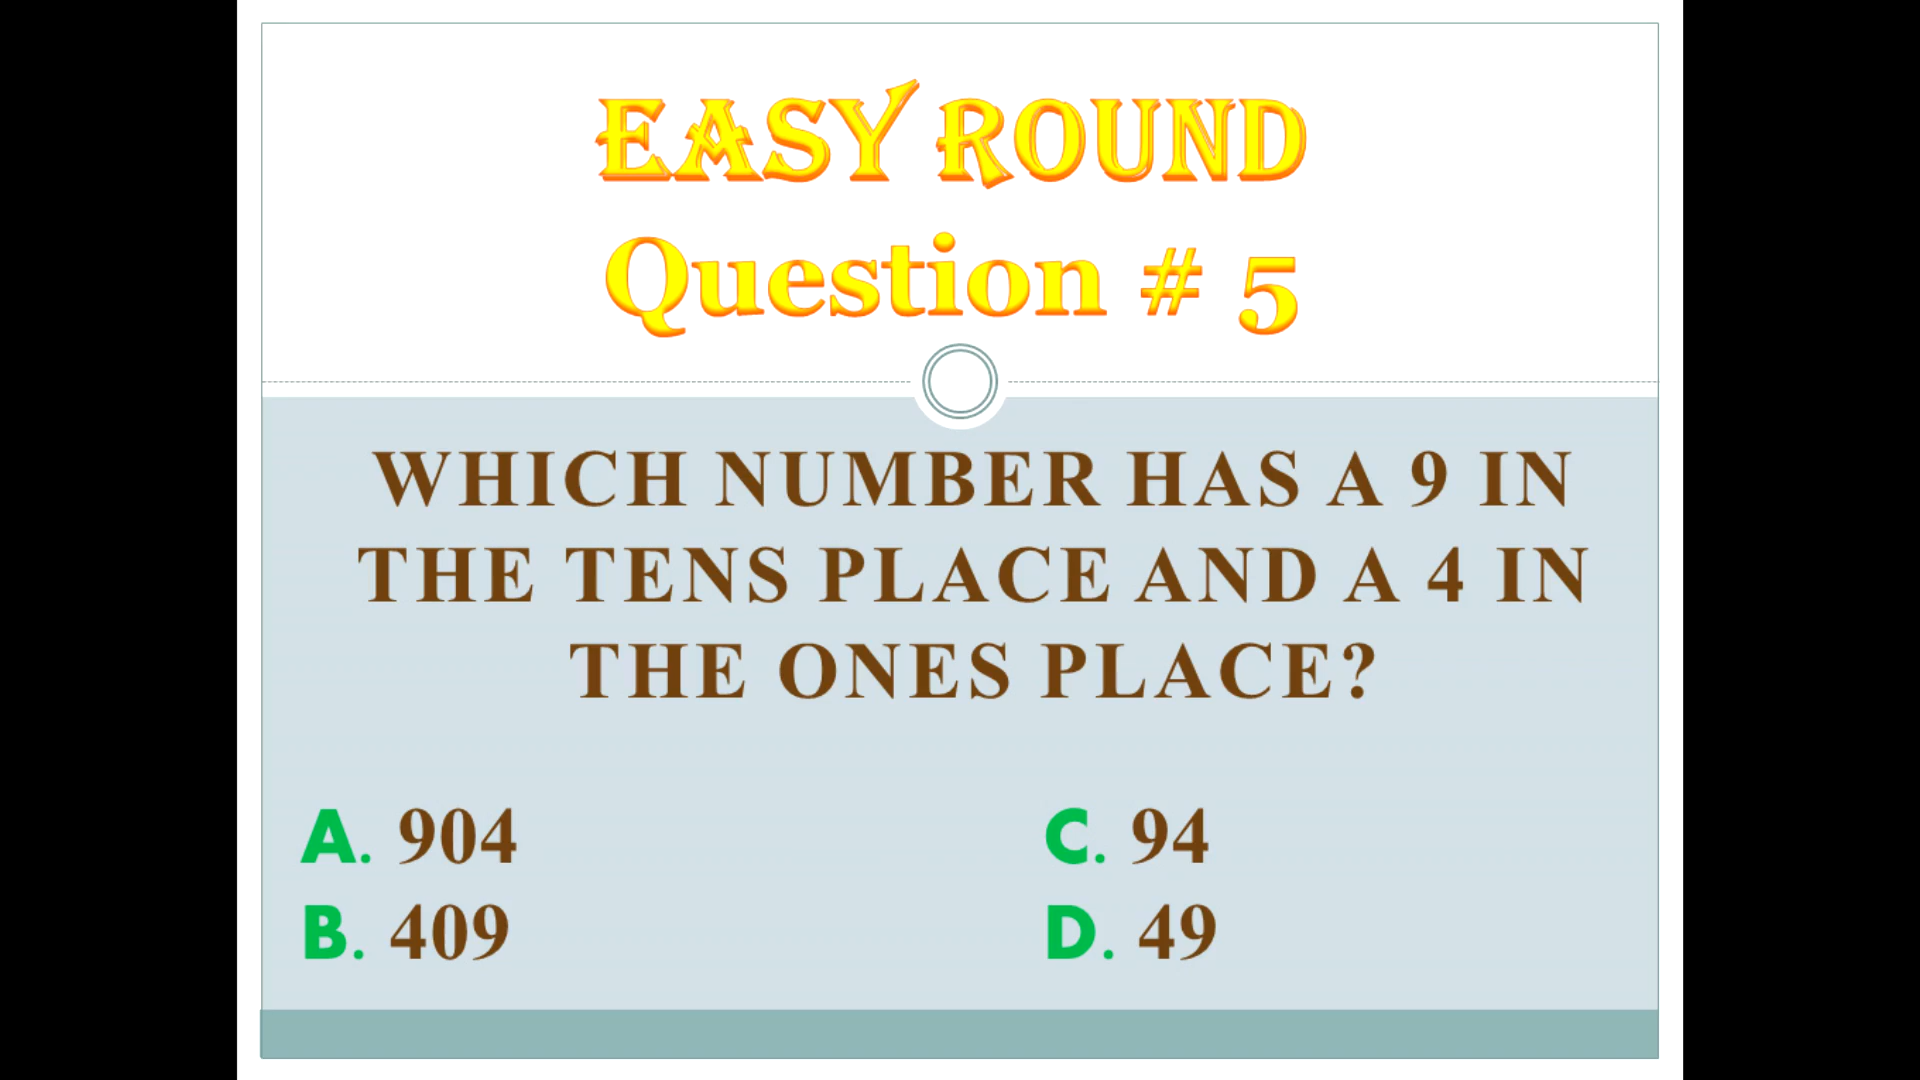 EASY ROUND
Question # 5
WHICH NUMBER HAS A 9 IN
THE TENS PLACE AND A 4 IN
THE ONES PLACE?
A. 904
C. 94
B. 409
D. 49